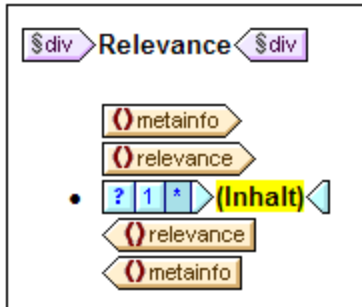 §div Relevance §div
() metainfo
() relevance
• ? 1 * (Inhalt)
() relevance
() metainfo